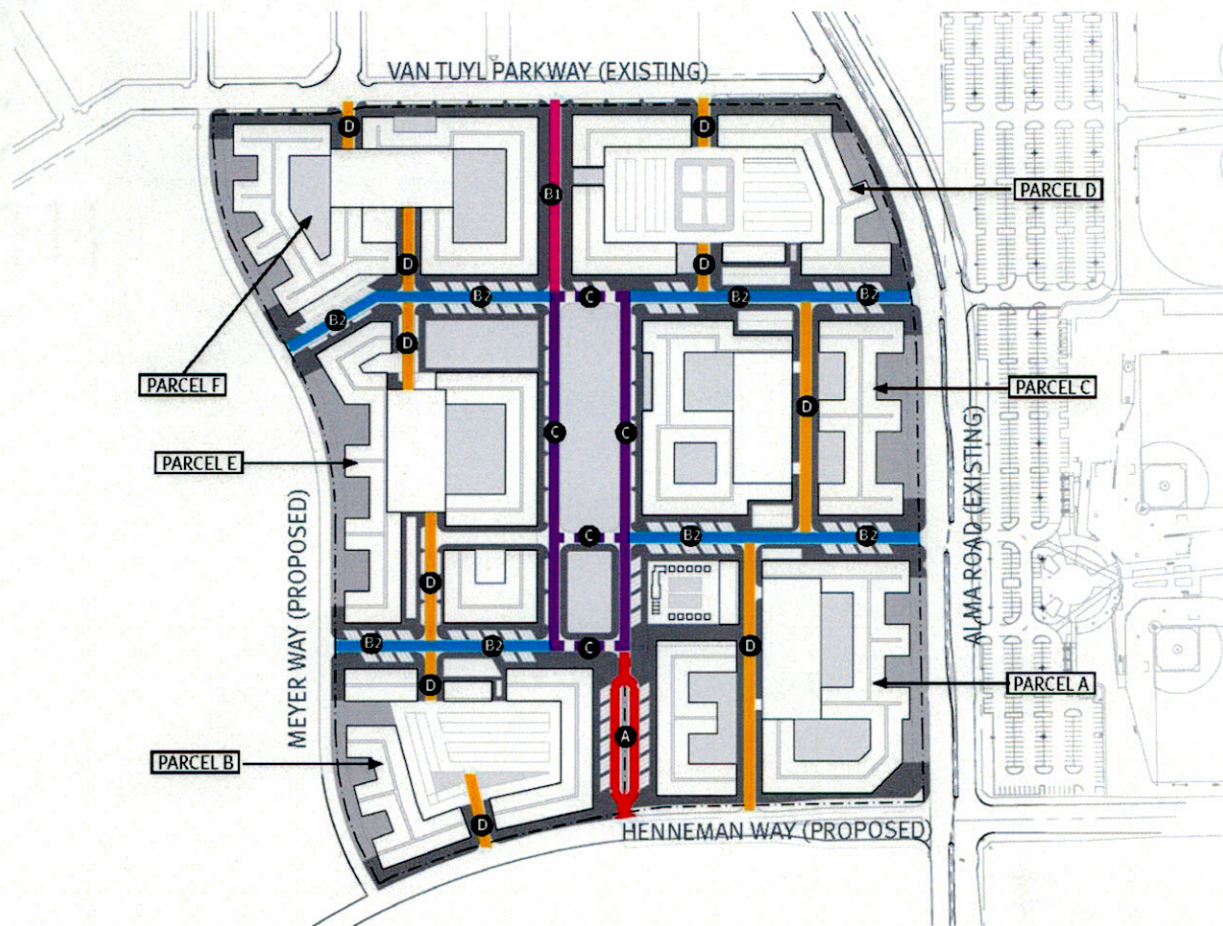 VAN TUYL PARKWAY (EXISTING)
D
D
B1
PARCEL D
D
D
B2
C
B2
B2
B2
D
PARCEL F
PARCEL C
D
C
C
PARCEL E
ALMA ROAD (EXISTING)
MEYER WAY (PROPOSED)
B2
C
B2
D
B2
B2
C
D
D
PARCEL A
A
PARCEL B
D
HENNEMAN WAY (PROPOSED)